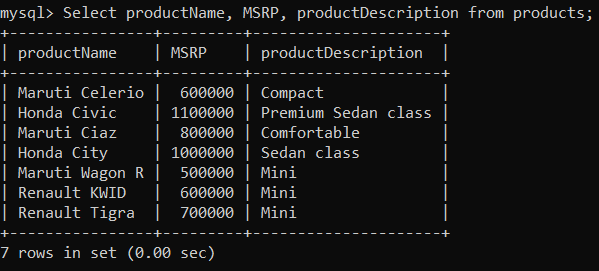 mysql> Select productName, MSRP, productDescription from products;
+----------------+---------+---------------------+
| productName    | MSRP    | productDescription  |
+----------------+---------+---------------------+
| Maruti Celerio |  600000 | Compact             |
| Honda Civic    | 1100000 | Premium Sedan class |
| Maruti Ciaz    |  800000 | Comfortable         |
| Honda City     | 1000000 | Sedan class         |
| Maruti Wagon R |  500000 | Mini                |
| Renault KWID   |  600000 | Mini                |
| Renault Tigra  |  700000 | Mini                |
+----------------+---------+---------------------+
7 rows in set (0.00 sec)